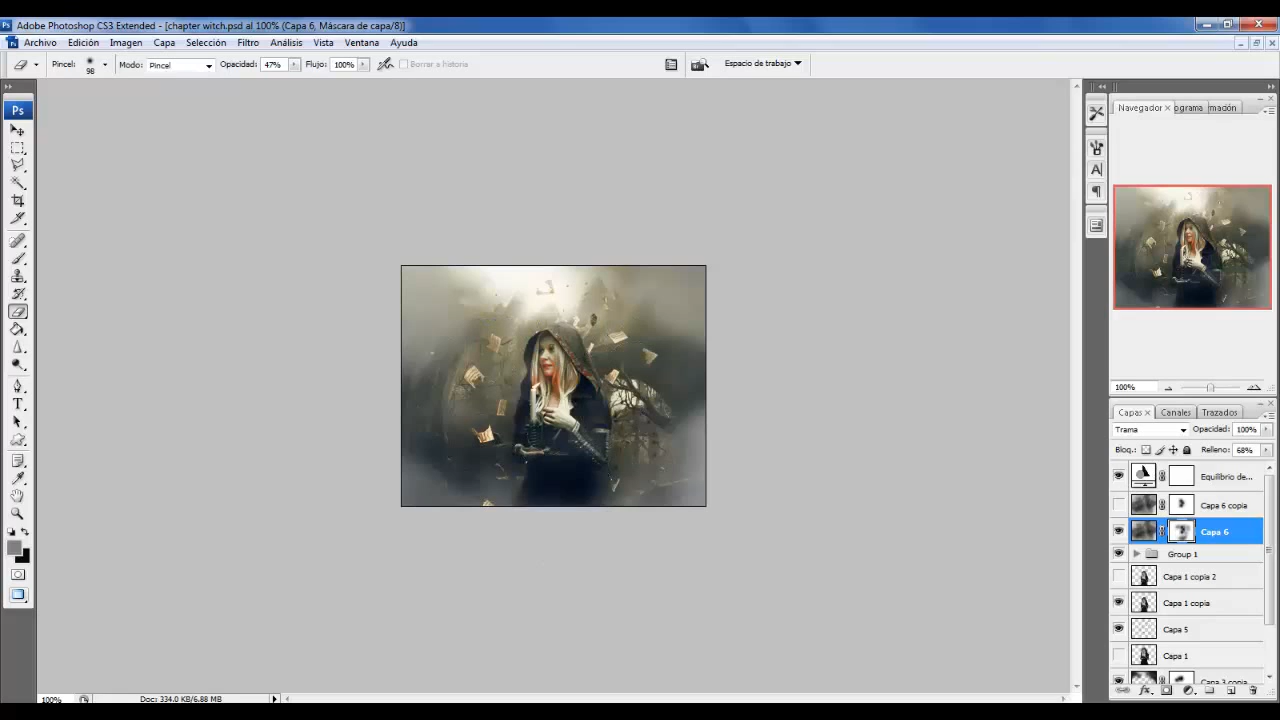 Adobe Photoshop CS3 Extended - [chapter witch.psd al 100% (Capa 6, Máscara de capa/8)]
Archivo Edición Imagen Capa Selección Filtro Análisis Vista Ventana Ayuda
Pincel: 98 Modo: Pincel Opacidad: 47% Flujo: 100% Borrar a historia Espacio de trabajo
Ps
Navegador ograma mación
100%
Capas Canales Trazados
Trama Opacidad: 100%
Bloq.: Relleno: 68%
Equilibrio de...
Capa 6 copia
Capa 6
Group 1
Capa 1 copia 2
Capa 1 copia
Capa 5
Capa 1
Capa 3 copia
100% Doc: 334.0 KB/6.88 MB